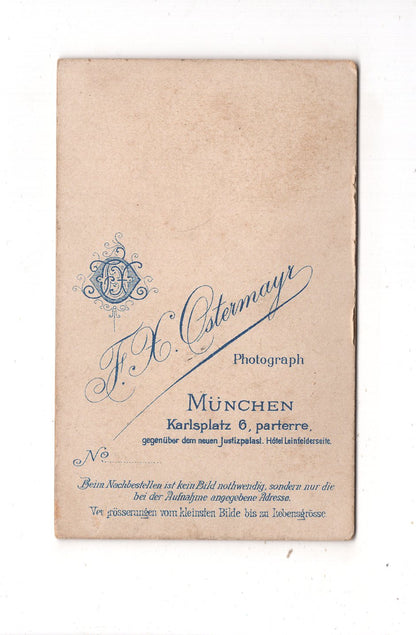 F. X. Ostermayr
Photograph
MÜNCHEN
Karlsplatz 6, parterre,
gegenüber dem neuen Justizpalast. Hôtel Leinfelderseite.
No
Beim Nachbestellen ist kein Bild nothwendig, sondern nur die
bei der Aufnahme angegebene Adresse.
Vergrösserungen vom kleinsten Bilde bis zu Lebensgrösse